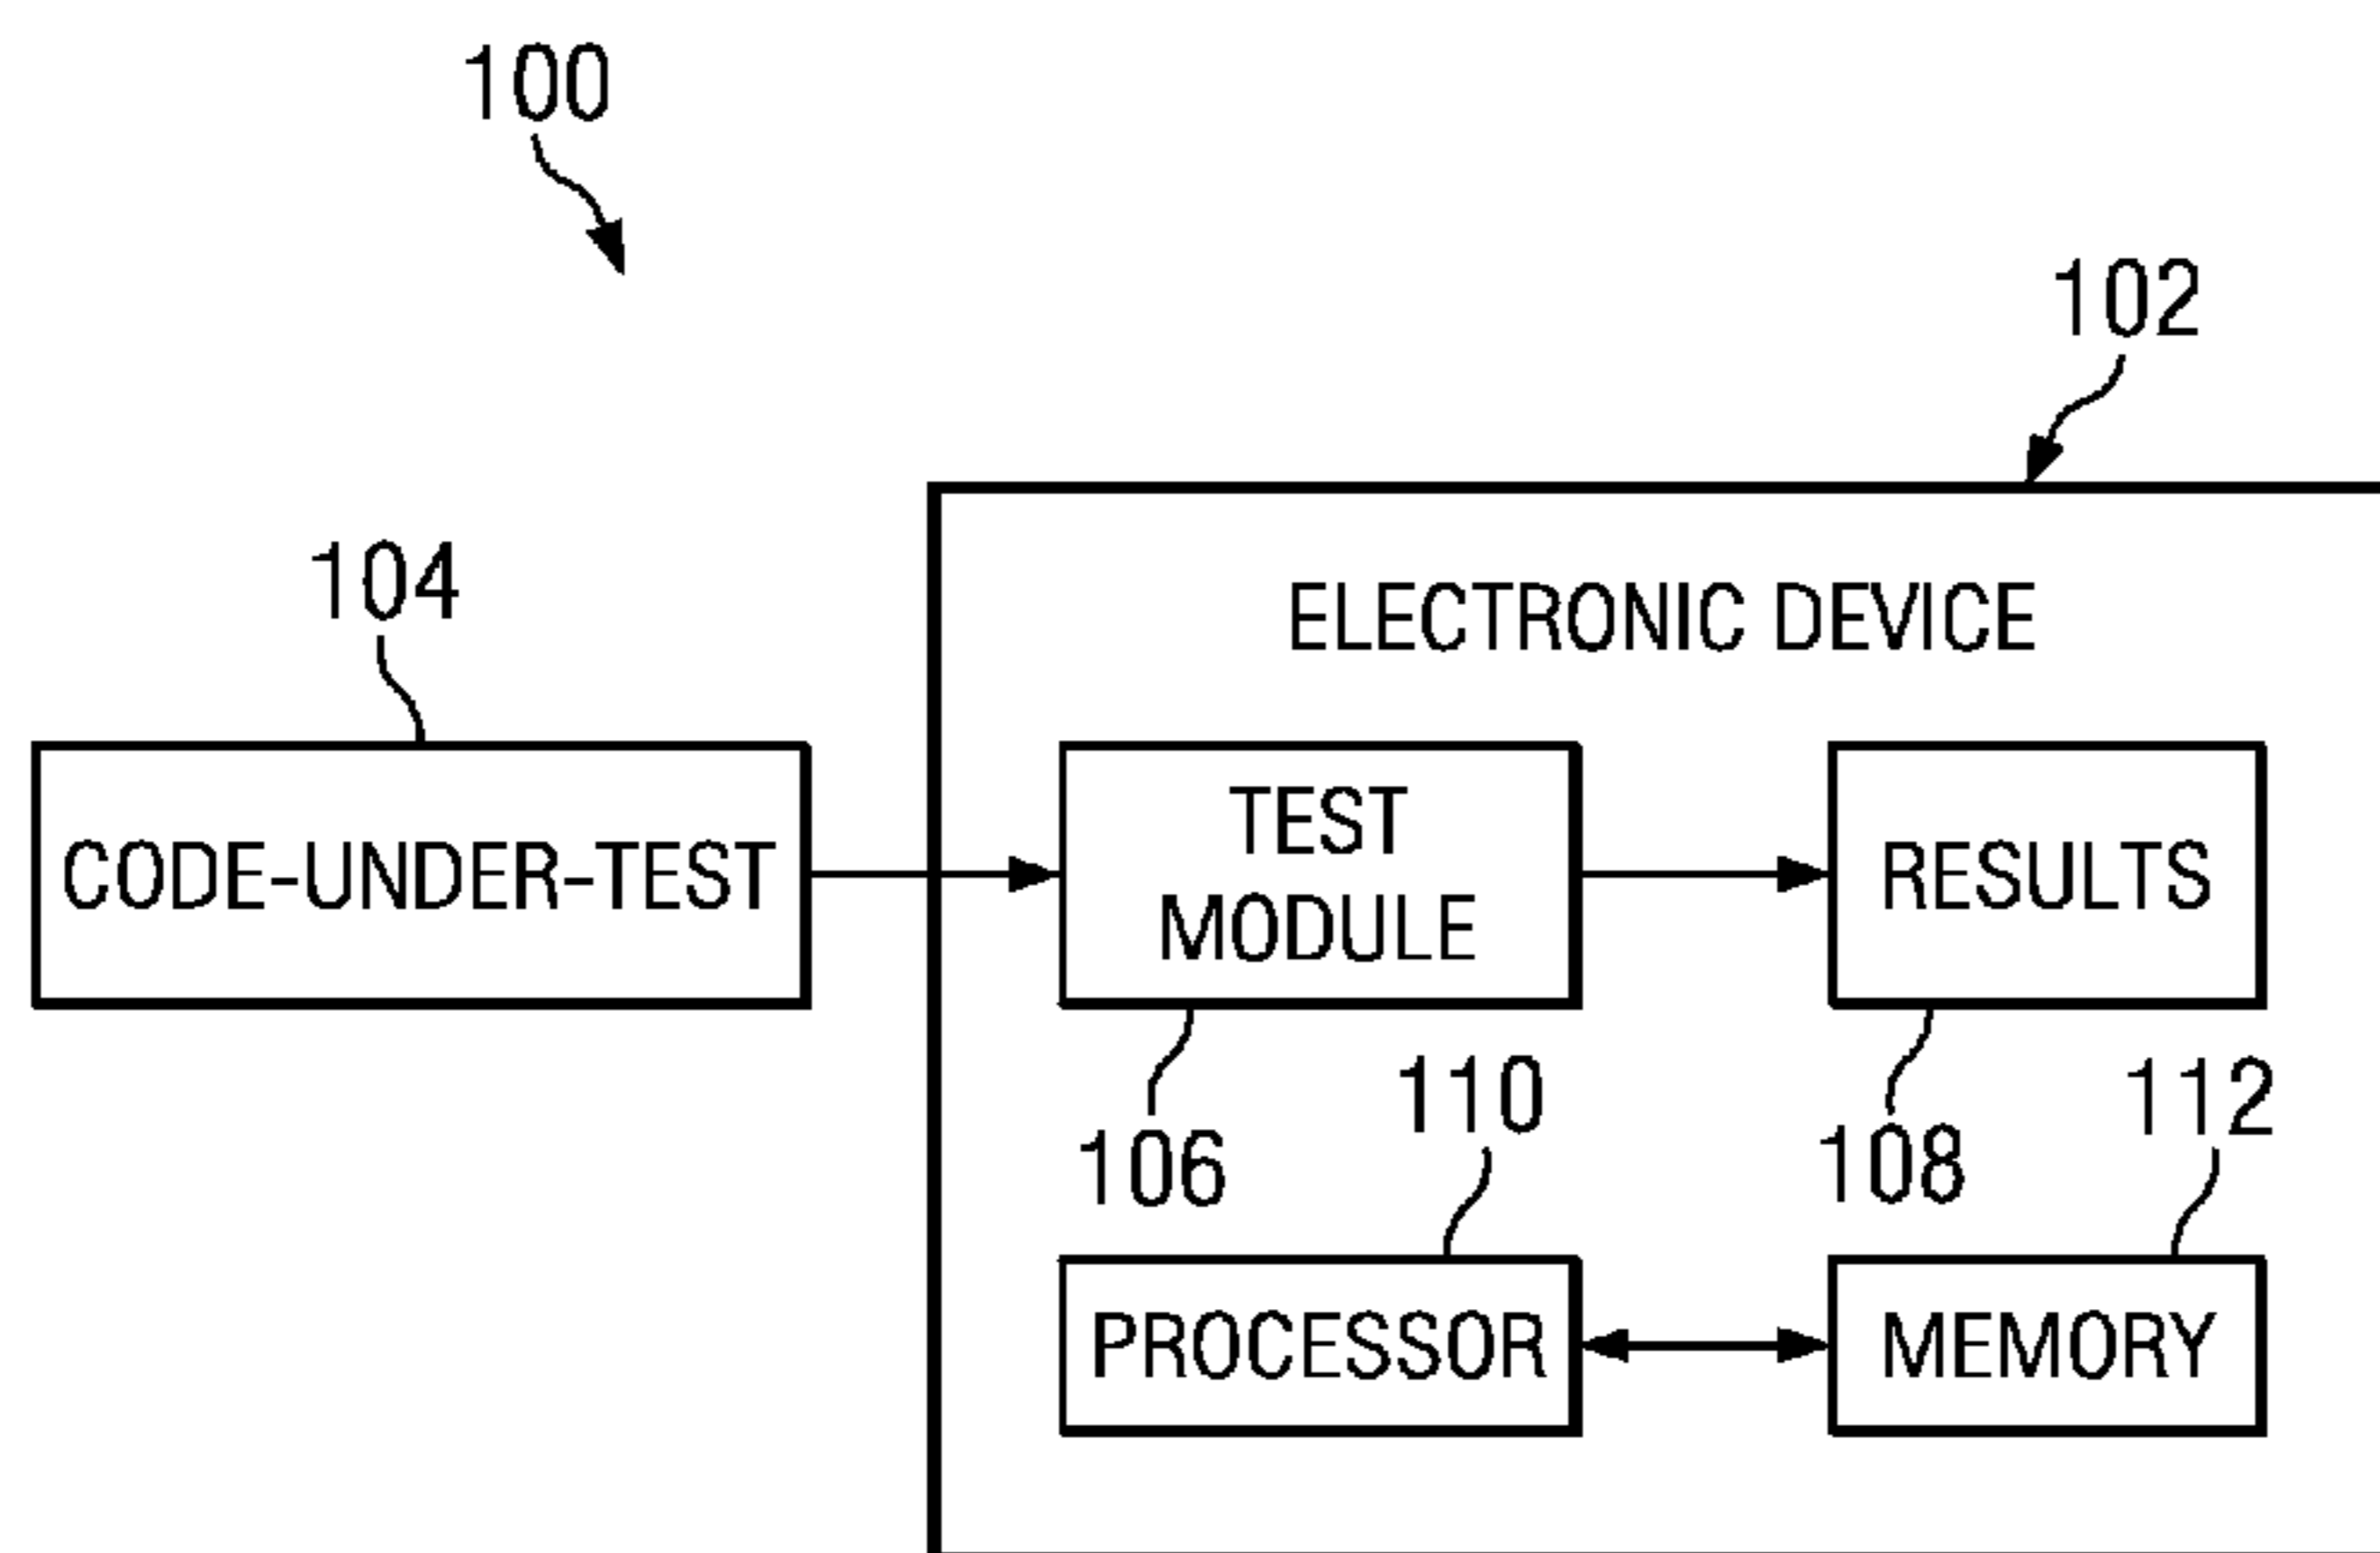 100
102
104
ELECTRONIC DEVICE
CODE-UNDER-TEST
TEST
MODULE
RESULTS
106
110
108
112
PROCESSOR
MEMORY